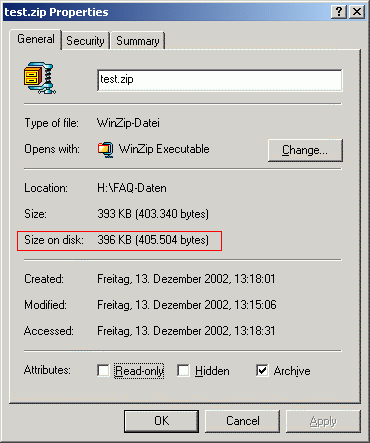 test.zip Properties
General Security Summary
test.zip
Type of file: WinZip-Datei
Opens with: WinZip Executable Change...
Location: H:\FAQ-Daten
Size: 393 KB (403.340 bytes)
Size on disk: 396 KB (405.504 bytes)
Created: Freitag, 13. Dezember 2002, 13:18:01
Modified: Freitag, 13. Dezember 2002, 13:15:06
Accessed: Freitag, 13. Dezember 2002, 13:18:31
Attributes: Read-only Hidden Archive
OK Cancel Apply